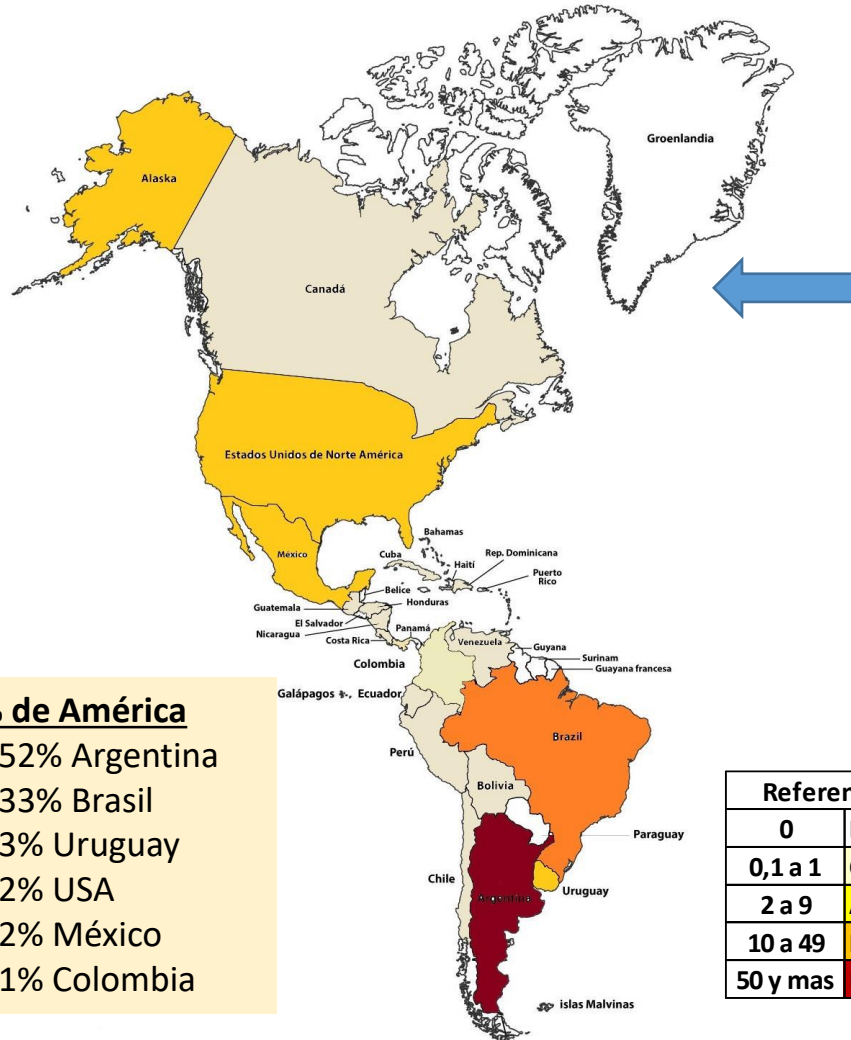 Groenlandia
Alaska
Canadá
Estados Unidos de Norte América
Bahamas
México
Cuba
Haití
Rep. Dominicana
Puerto
Rico
Belice
Guatemala
Honduras
El Salvador
Nicaragua
Panamá
Costa Rica
Venezuela
Guyana
Surinam
Guayana francesa
Colombia
Galápagos
Ecuador
Perú
Brazil
Bolivia
Paraguay
Chile
Uruguay
Argentina
islas Malvinas
% de América
52% Argentina
33% Brasil
3% Uruguay
2% USA
2% México
1% Colombia
0
0,1 a 1
2 a 9
10 a 49
50 y mas